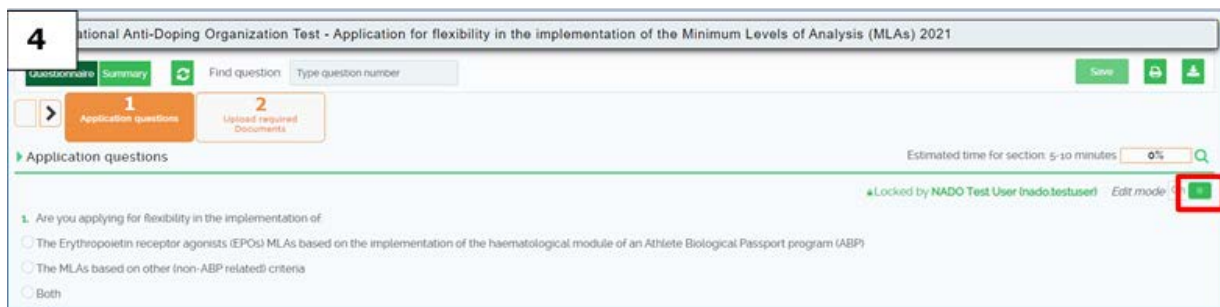 4
ational Anti-Doping Organization Test - Application for flexibility in the implementation of the Minimum Levels of Analysis (MLAs) 2021
Questionnaire Summary Find question: Type question number Save
1
Application questions
2
Upload required
Documents
Application questions
Estimated time for section: 5-10 minutes 0%
Locked by NADO Test User (nado.testuser) Edit mode
1. Are you applying for flexibility in the implementation of
The Erythropoietin receptor agonists (EPOs) MLAs based on the implementation of the haematological module of an Athlete Biological Passport program (ABP)
The MLAs based on other (non-ABP related) criteria
Both